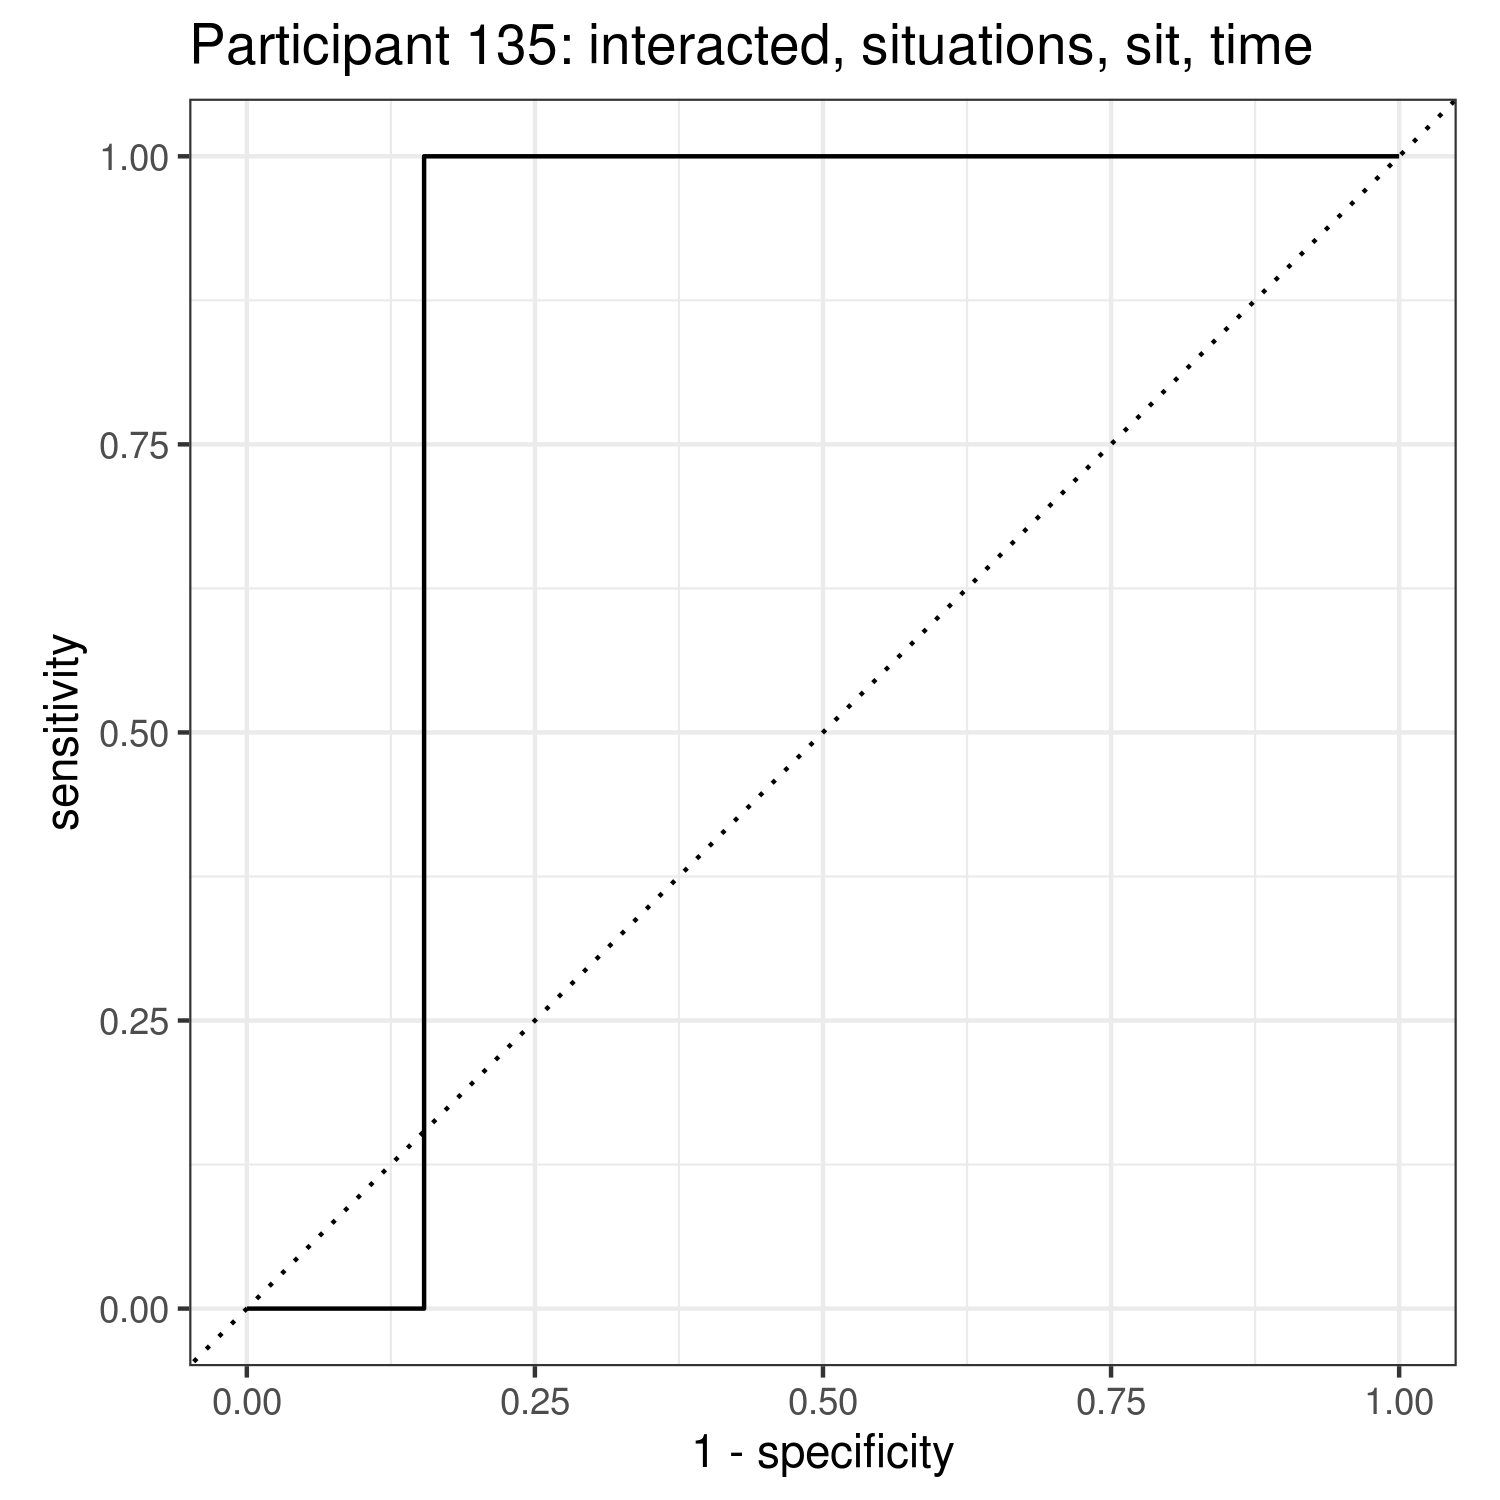 Participant 135: interacted, situations, sit, time
1.00
0.75
0.50
0.25
0.00
sensitivity
0.00 0.25 0.50 0.75 1.00
1 - specificity